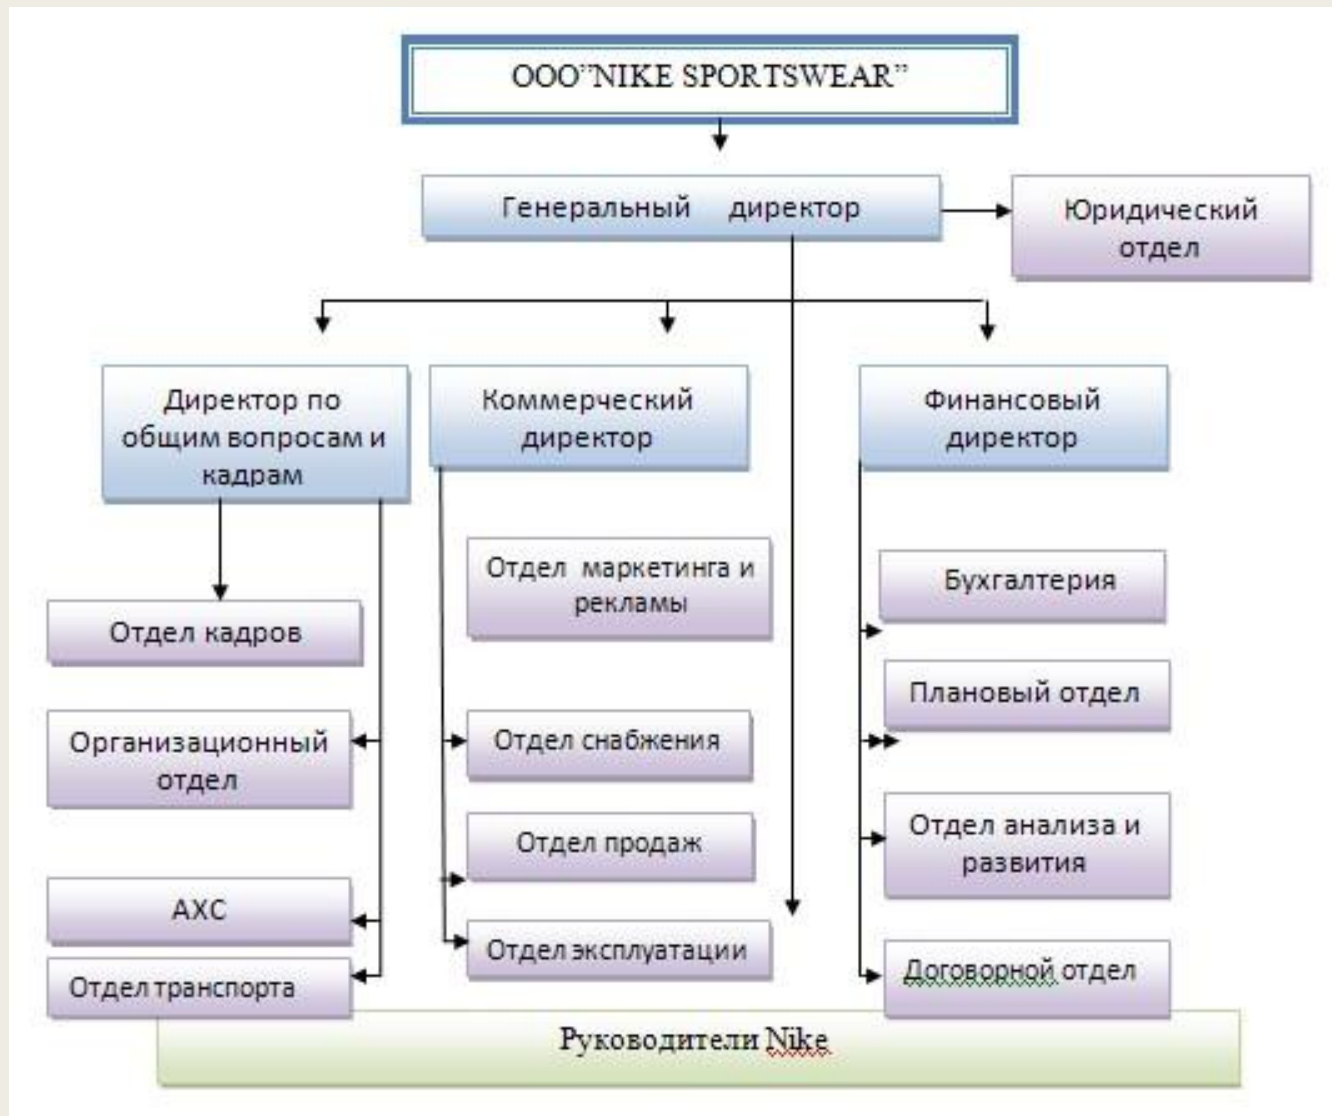 ООО”NIKE SPORTSWEAR”
Генеральный директор
Юридический
отдел
Директор по
общим вопросам и
кадрам
Коммерческий
директор
Финансовый
директор
Отдел кадров
Организационный
отдел
АХС
Отдел транспорта
Отдел маркетинга и
рекламы
Отдел снабжения
Отдел продаж
Отдел эксплуатации
Бухгалтерия
Плановый отдел
Отдел анализа и
развития
Договорной отдел
Руководители Nike